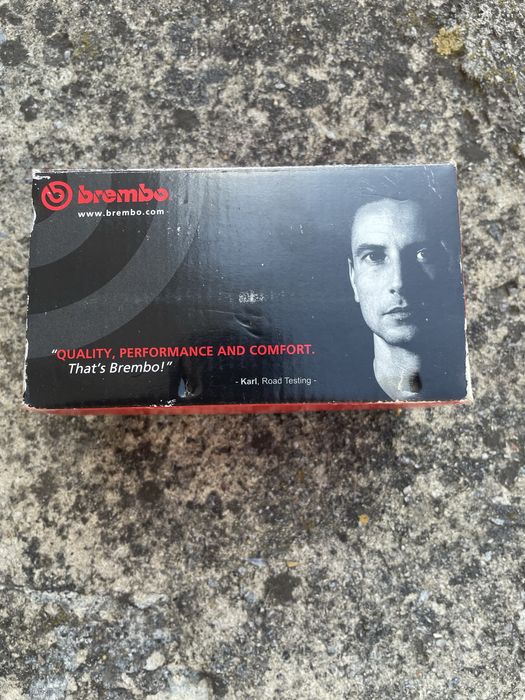 brembo
www.brembo.com
"QUALITY, PERFORMANCE AND COMFORT.
That's Brembo!"
- Karl, Road Testing -